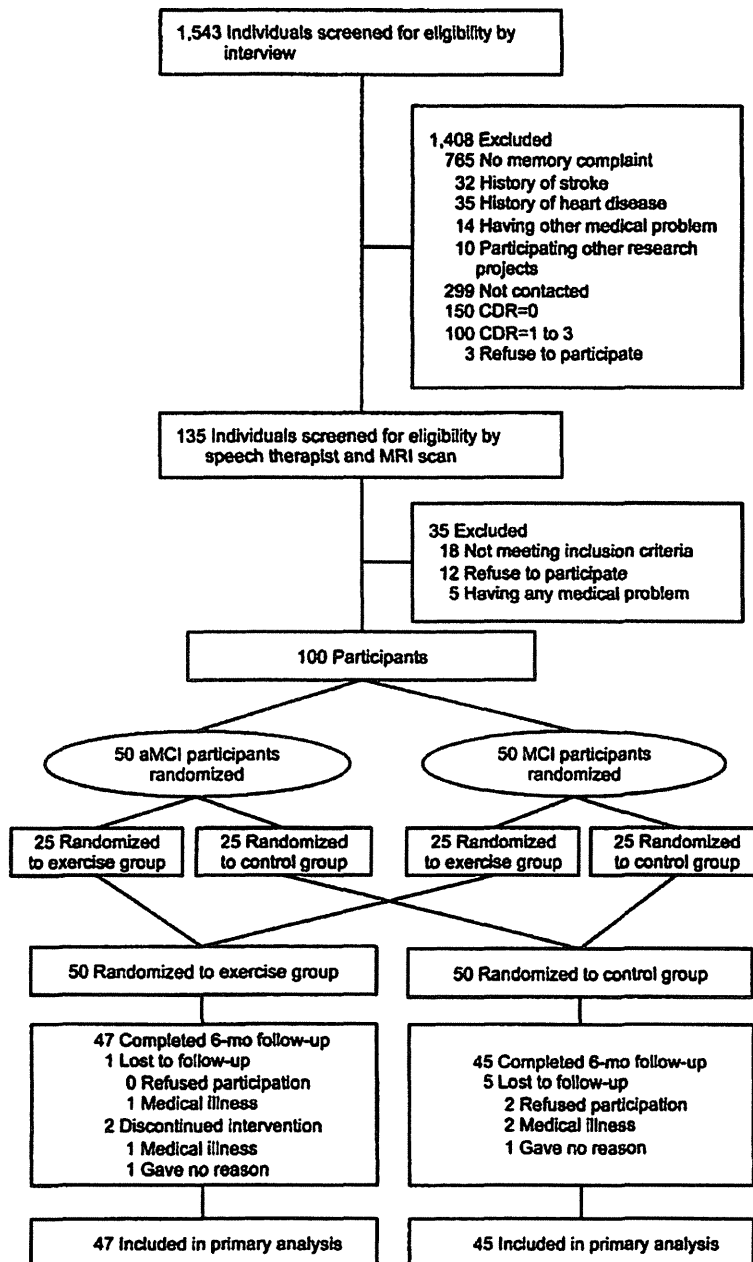 1,543 Individuals screened for eligibility by
interview
1,408 Excluded
765 No memory complaint
32 History of stroke
35 History of heart disease
14 Having other medical problem
10 Participating other research
projects
299 Not contacted
150 CDR=0
100 CDR=1 to 3
3 Refuse to participate
135 Individuals screened for eligibility by
speech therapist and MRI scan
35 Excluded
18 Not meeting inclusion criteria
12 Refuse to participate
5 Having any medical problem
100 Participants
50 aMCI participants
randomized
50 MCI participants
randomized
25 Randomized
to exercise group
25 Randomized
to control group
25 Randomized
to exercise group
25 Randomized
to control group
50 Randomized to exercise group
50 Randomized to control group
47 Completed 6-mo follow-up
1 Lost to follow-up
0 Refused participation
1 Medical illness
2 Discontinued intervention
1 Medical illness
1 Gave no reason
45 Completed 6-mo follow-up
5 Lost to follow-up
2 Refused participation
2 Medical illness
1 Gave no reason
47 Included in primary analysis
45 Included in primary analysis